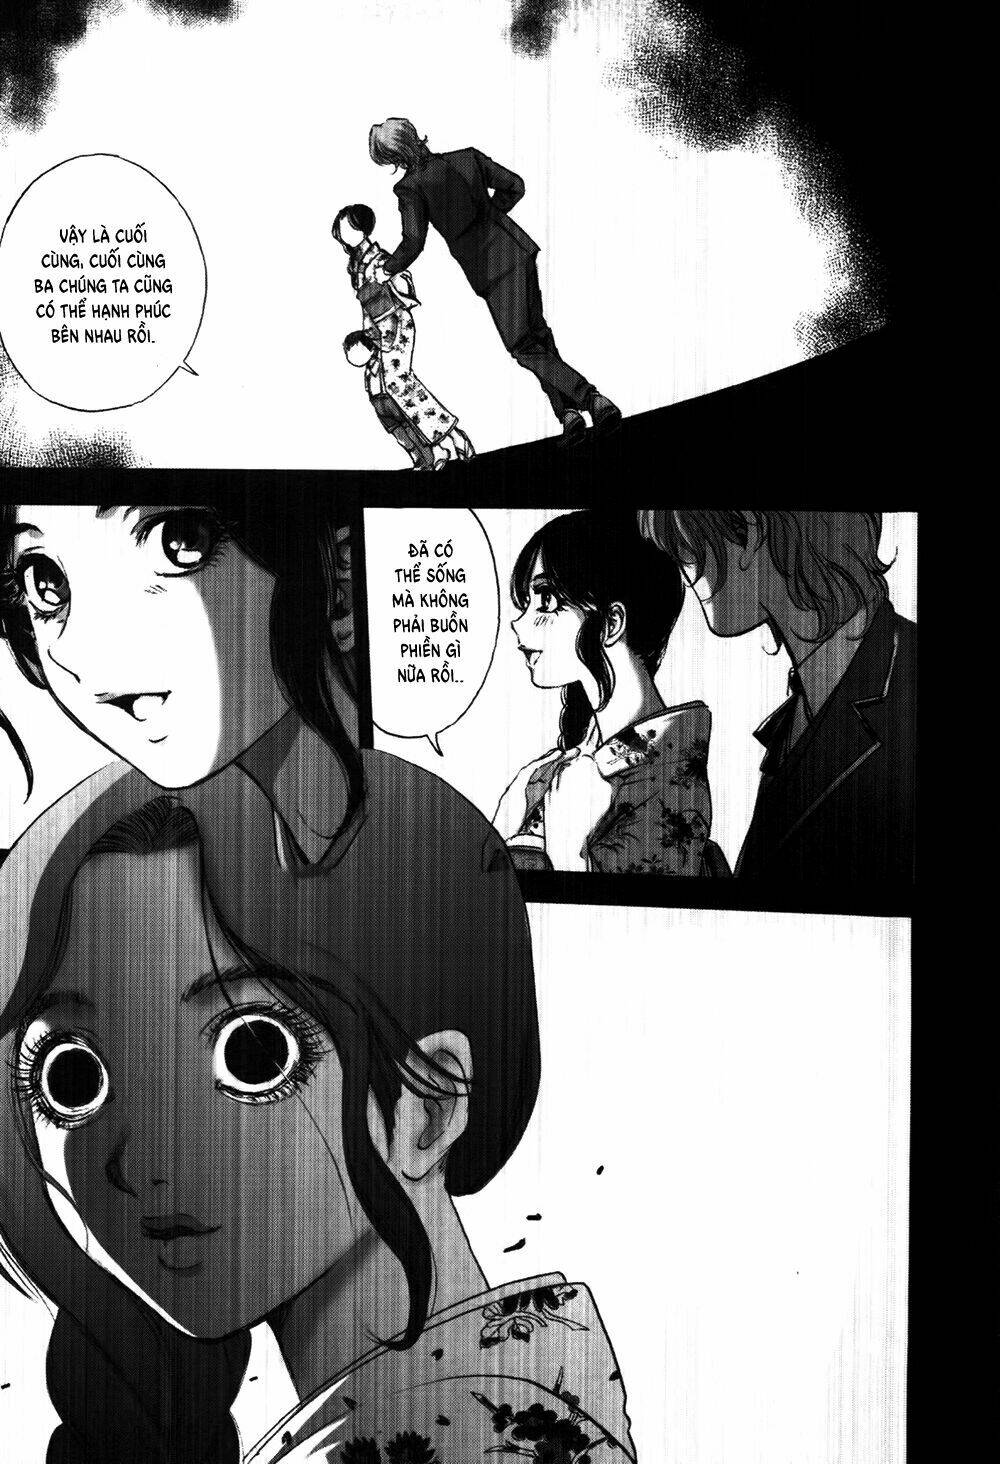 VẬY LÀ CUỐI
CÙNG, CUỐI CÙNG
BA CHÚNG TA CŨNG
CÓ THỂ HẠNH PHÚC
BÊN NHAU RỒI.
ĐÃ CÓ
THỂ SỐNG
MÀ KHÔNG
PHẢI BUỒN
PHIỀN GÌ
NỮA RỒI..